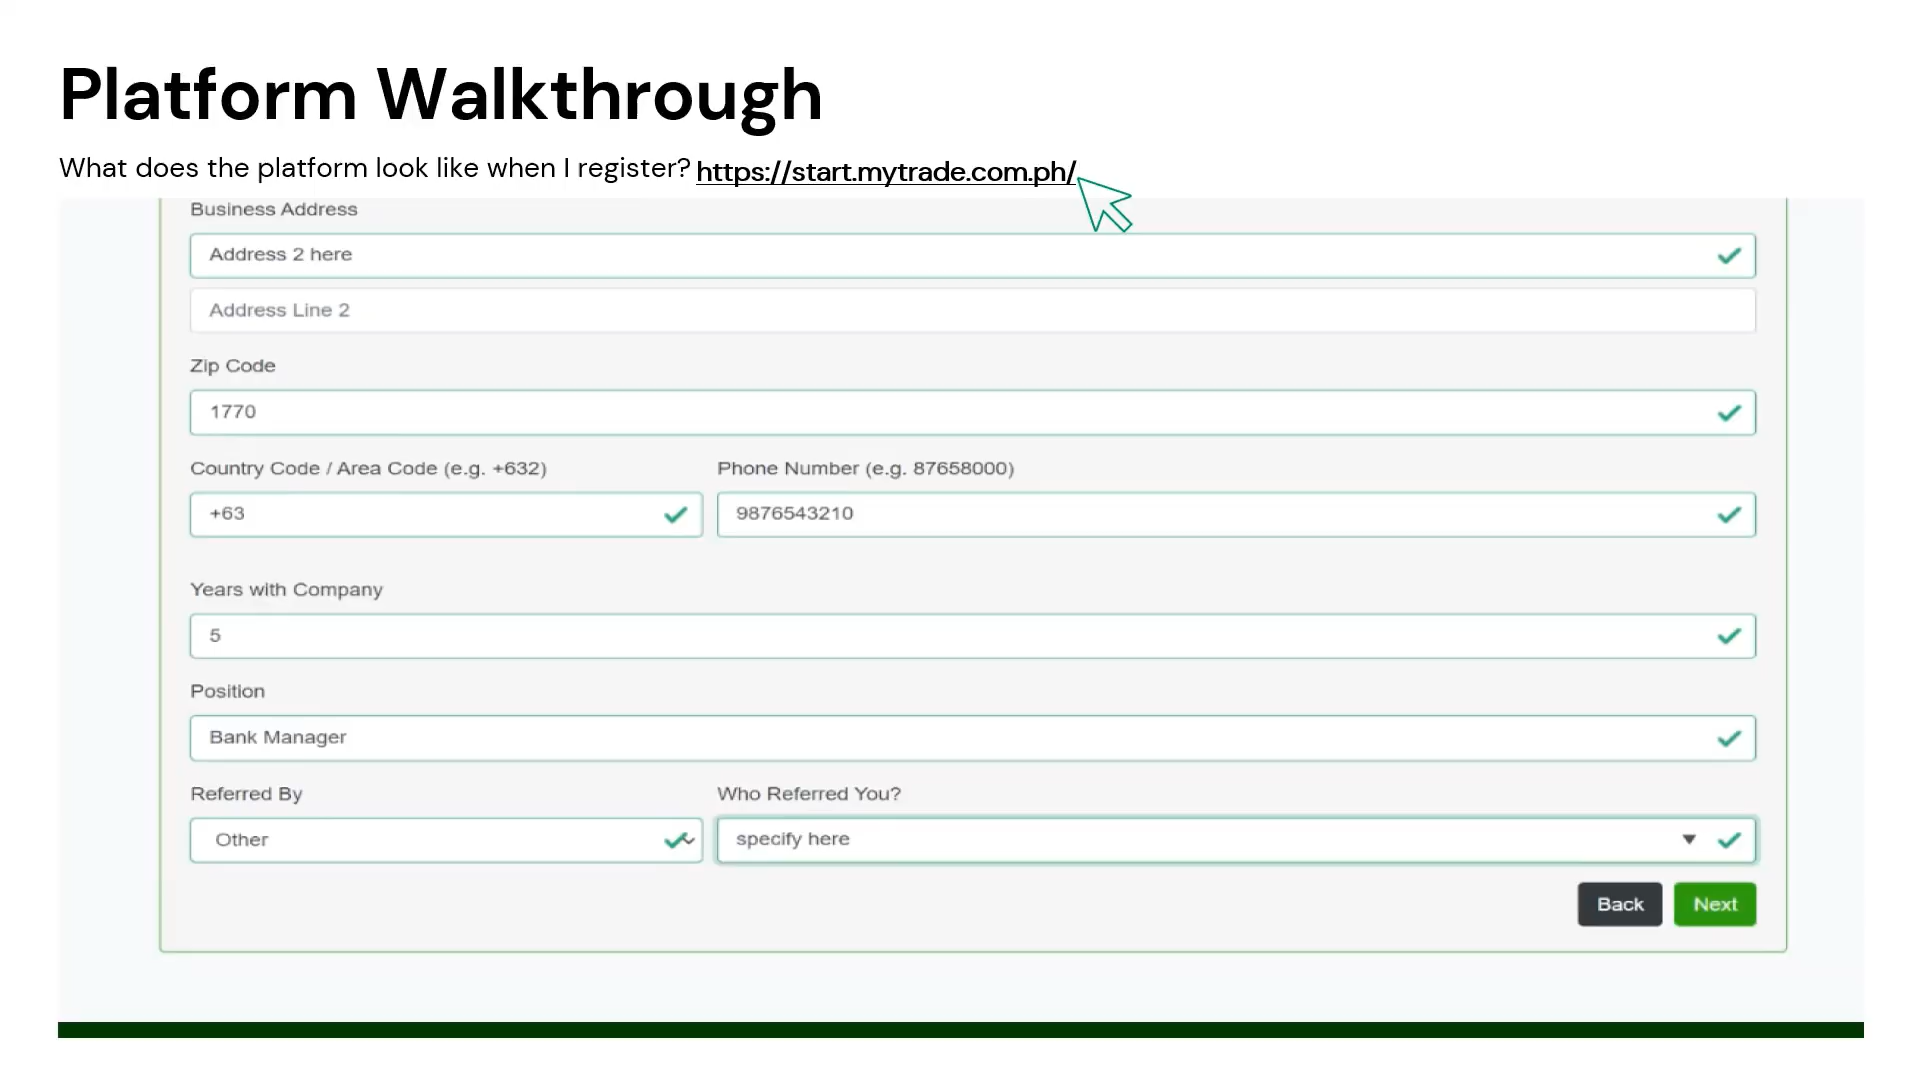 Platform Walkthrough
What does the platform look like when I register? https://start.mytrade.com.ph/
Business Address
Address 2 here
Address Line 2
Zip Code
1770
Country Code / Area Code (e.g. +632) Phone Number (e.g. 87658000)
+63 9876543210
Years with Company
5
Position
Bank Manager
Referred By Who Referred You?
Other specify here
Back Next